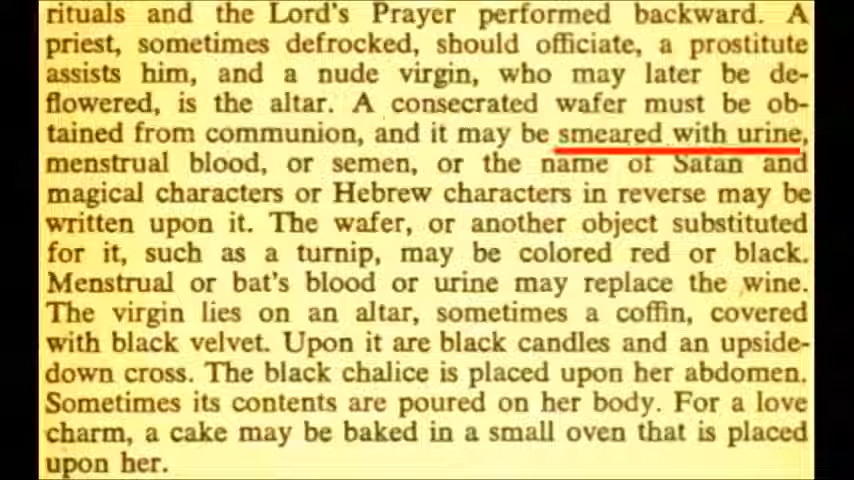 rituals and the Lord's Prayer performed backward. A
priest, sometimes defrocked, should officiate, a prostitute
assists him, and a nude virgin, who may later be de-
flowered, is the altar. A consecrated wafer must be ob-
tained from communion, and it may be smeared with urine,
menstrual blood, or semen, or the name of Satan and
magical characters or Hebrew characters in reverse may be
written upon it. The wafer, or another object substituted
for it, such as a turnip, may be colored red or black.
Menstrual or bat's blood or urine may replace the wine.
The virgin lies on an altar, sometimes a coffin, covered
with black velvet. Upon it are black candles and an upside-
down cross. The black chalice is placed upon her abdomen.
Sometimes its contents are poured on her body. For a love
charm, a cake may be baked in a small oven that is placed
upon her.